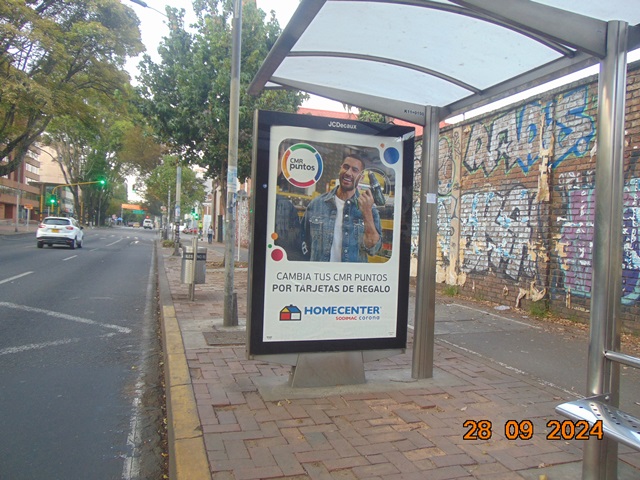 JCDecaux
CMR
puntos
CAMBIA TUS CMR PUNTOS
POR TARJETAS DE REGALO
HOMECENTER
SODIMAC corona
28 09 2024